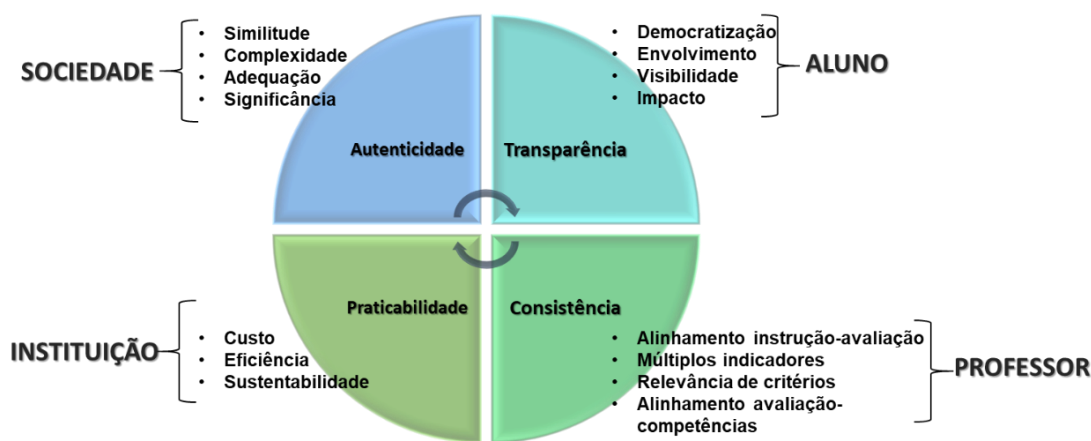 SOCIEDADE
• Similitude
• Complexidade
• Adequação
• Significância
Autenticidade
• Democratização
• Envolvimento
• Visibilidade
• Impacto
ALUNO
Transparência
INSTITUIÇÃO
• Custo
• Eficiência
• Sustentabilidade
Praticabilidade
Consistência
• Alinhamento instrução-avaliação
• Múltiplos indicadores
• Relevância de critérios
• Alinhamento avaliação-
competências
PROFESSOR